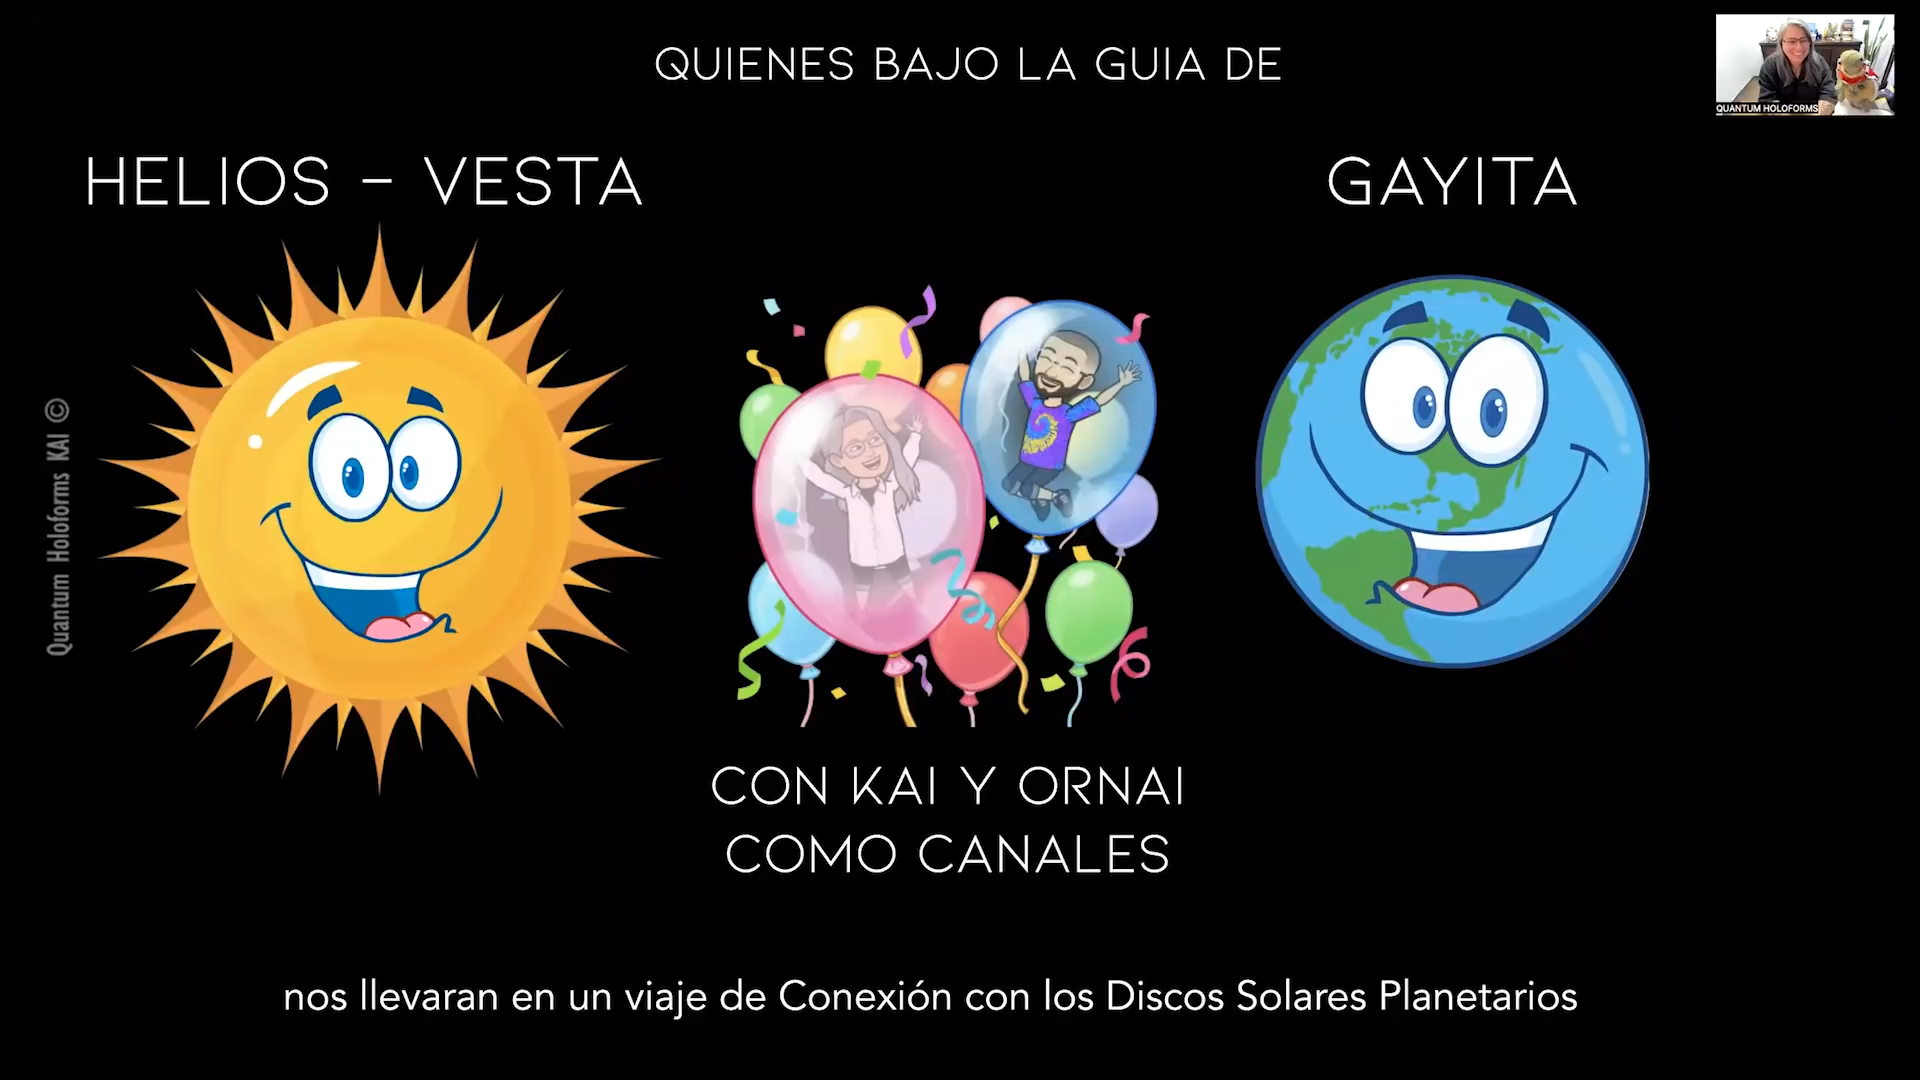 QUIENES BAJO LA GUIA DE
QUANTUM HOLOFORMS
HELIOS - VESTA
GAYITA
Quantum Holoforms KAI ©
CON KAI Y ORNAI
COMO CANALES
nos llevaran en un viaje de Conexión con los Discos Solares Planetarios